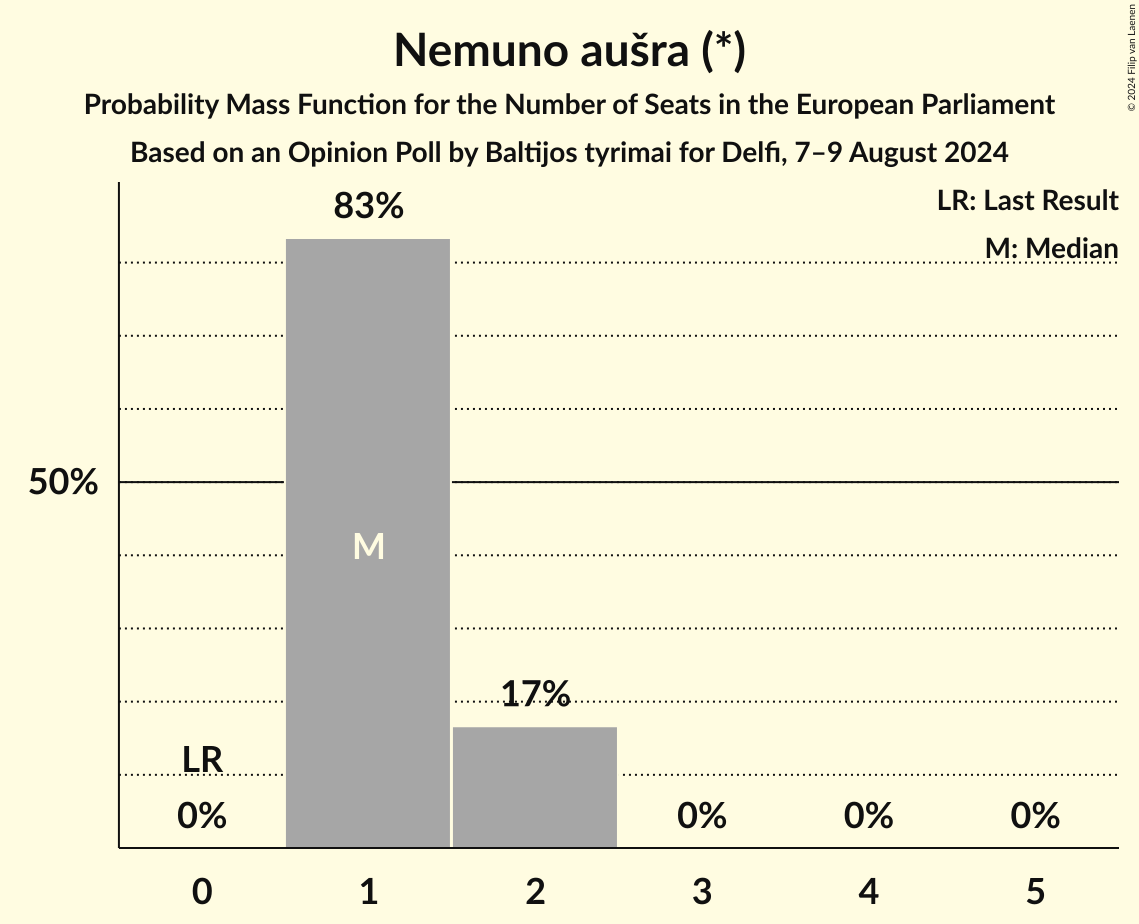 Nemuno aušra (*)
Probability Mass Function for the Number of Seats in the European Parliament
Based on an Opinion Poll by Baltijos tyrimai for Delfi, 7–9 August 2024
© 2024 Filip van Laenen
LR: Last Result
M: Median
83%
50%
M
17%
LR
0%
0%
0%
0%
0
1
2
3
4
5